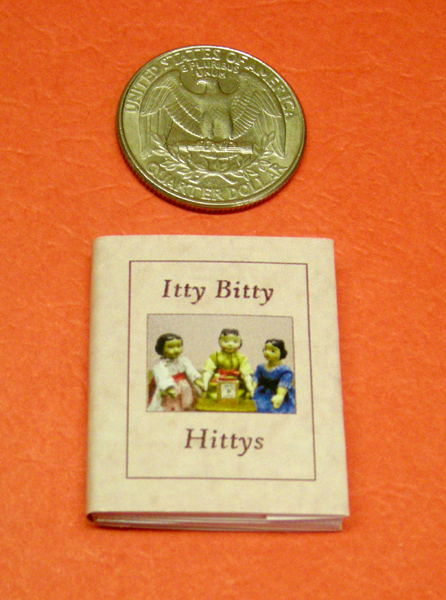 UNITED STATES OF AMERICA
E PLURIBUS
UNUM
QUARTER DOLLAR
Itty Bitty
Hittys